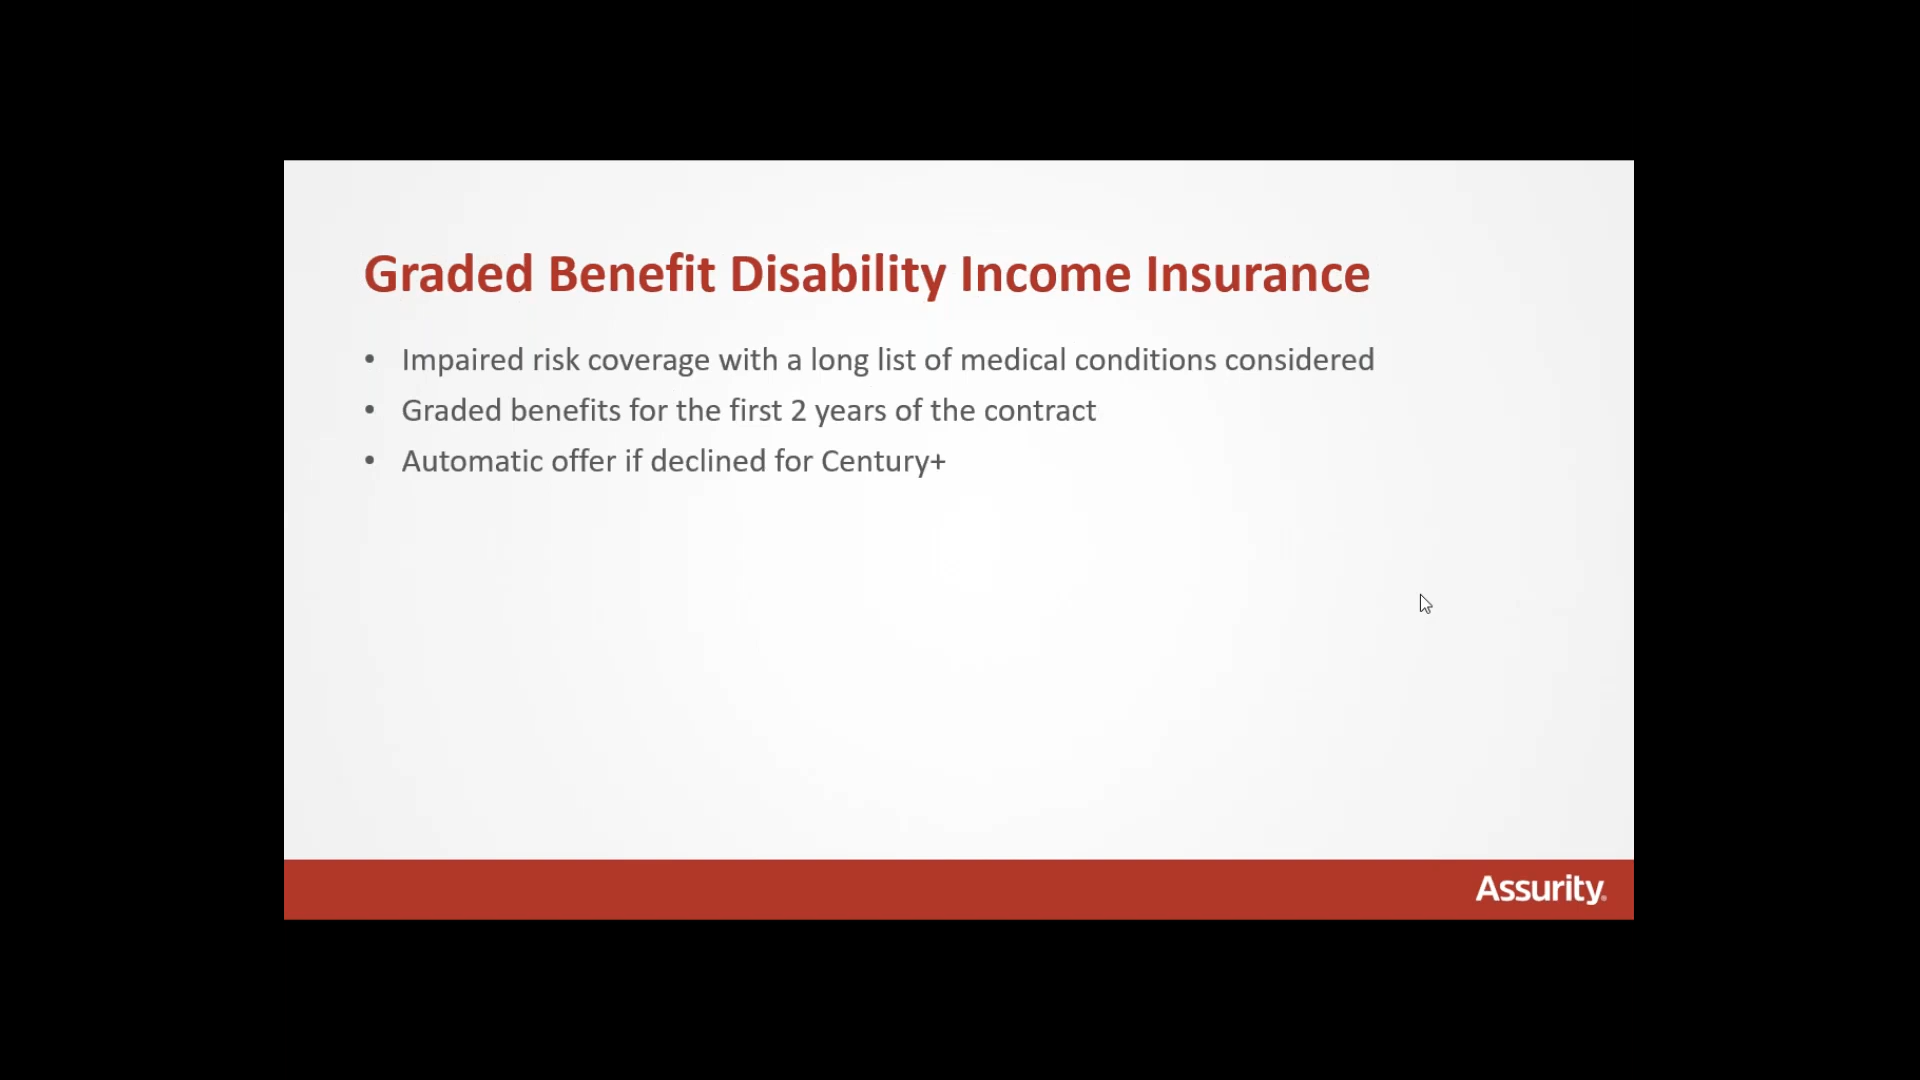 Graded Benefit Disability Income Insurance
• Impaired risk coverage with a long list of medical conditions considered
• Graded benefits for the first 2 years of the contract
• Automatic offer if declined for Century+
Assurity®